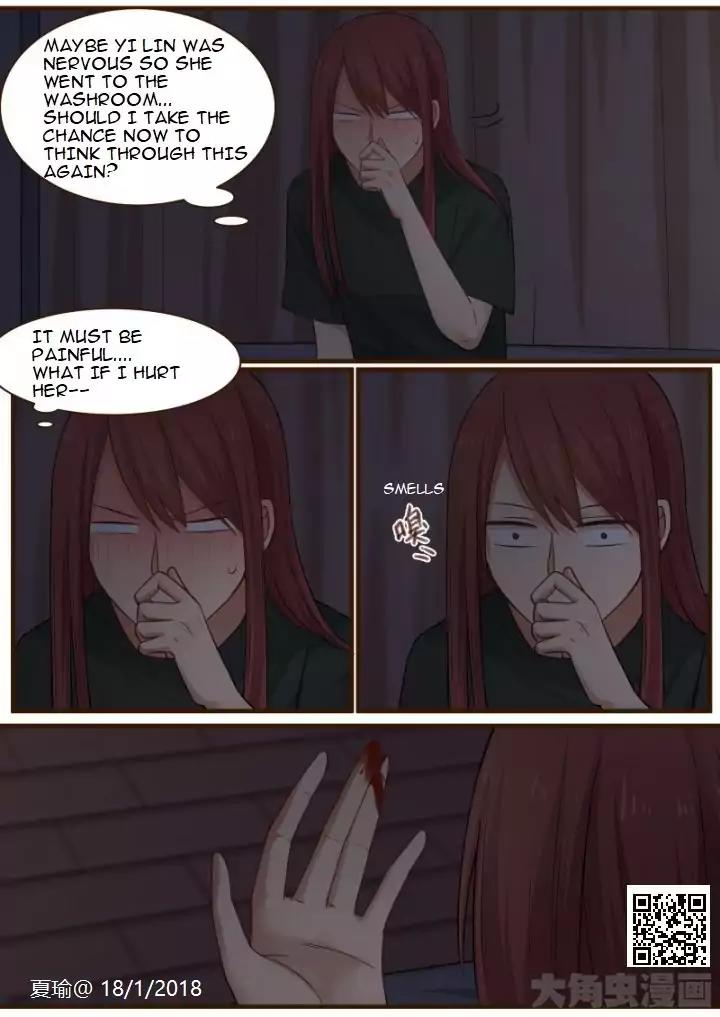 MAYBE YI LIN WAS
NERVOUS SO SHE
WENT TO THE
WASHROOM...
SHOULD I TAKE THE
CHANCE NOW TO
THINK THROUGH THIS
AGAIN?
IT MUST BE
PAINFUL....
WHAT IF I HURT
HER--
SMELLS
嗅
夏瑜@ 18/1/2018
大角虫漫画